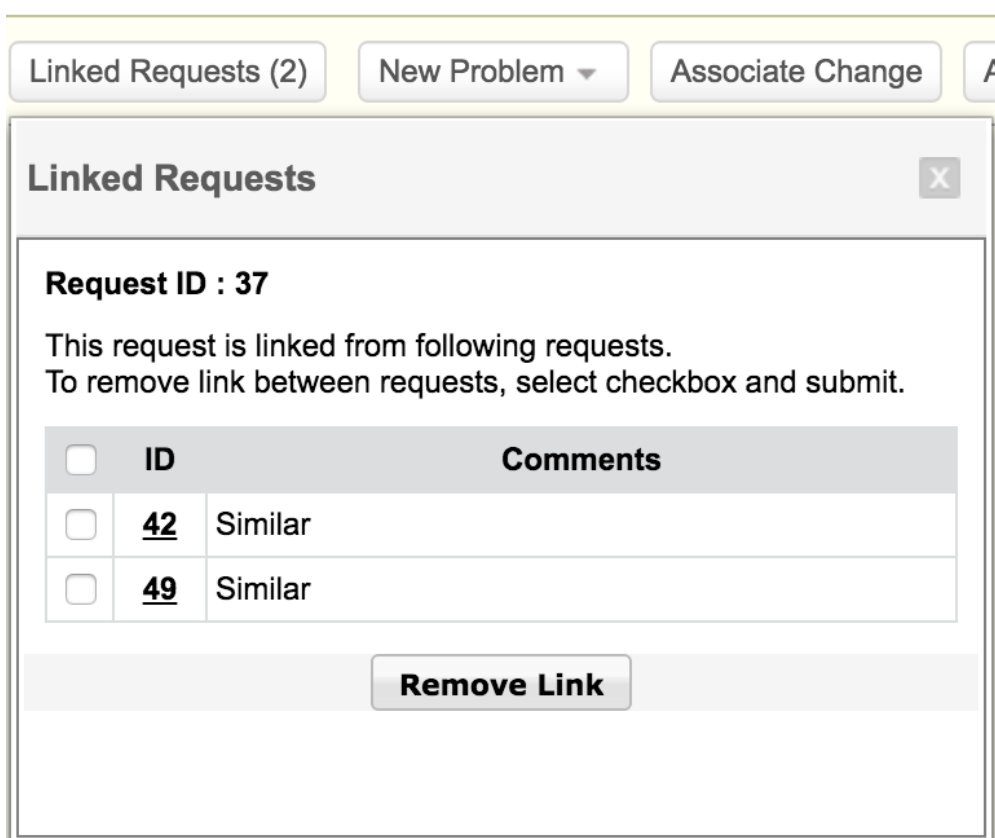 Linked Requests (2) New Problem Associate Change A
Linked Requests
X
Request ID : 37
This request is linked from following requests.
To remove link between requests, select checkbox and submit.
ID Comments
42 Similar
49 Similar
Remove Link